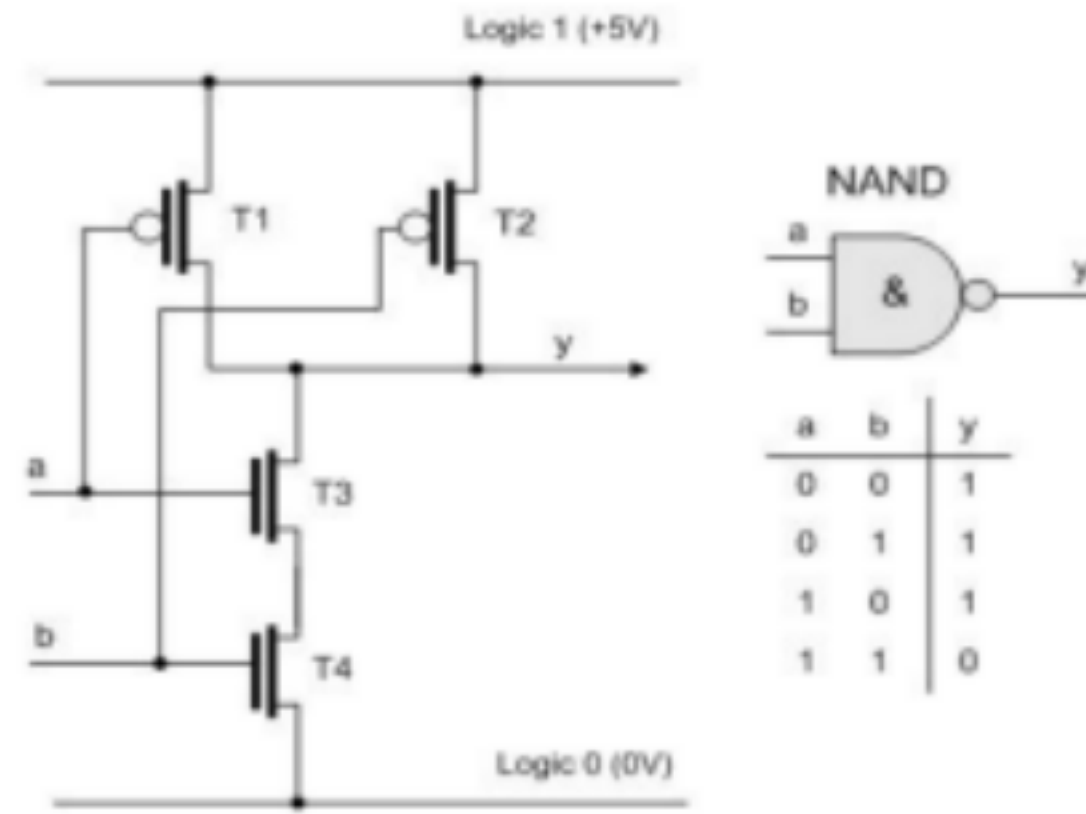 Logic 1 (+5V)
T1
T2
y
a
T3
b
T4
Logic 0 (0V)
NAND
a
b
&
y
a b y
0 0 1
0 1 1
1 0 1
1 1 0